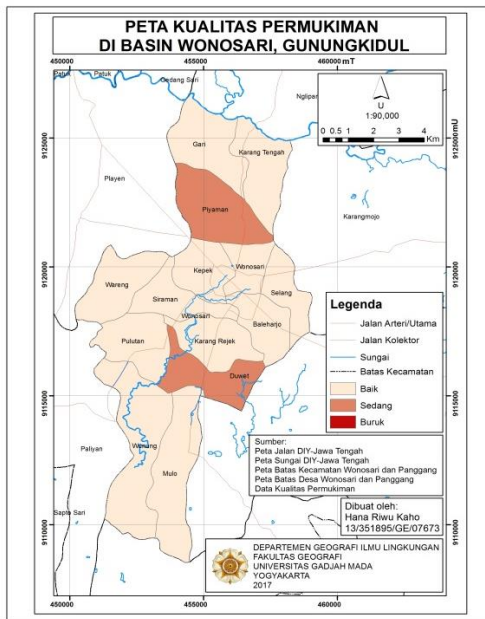 PETA KUALITAS PERMUKIMAN
DI BASIN WONOSARI, GUNUNGKIDUL
450000
455000
460000 mT
Patuk
Patuk
Gedang Sari
Nglipar
U
1:90,000
0 0.5 1 2 3 4
Km
9125000
9125000 mU
Gari
Karang Tengah
Playen
Piyaman
Karangmojo
9120000
9120000
Kepek
Wonosari
Wareng
Selang
Siraman
Wonosari
Baleharjo
Pulutan
Karang Rejek
Duwet
9115000
9115000
Wunung
Paliyan
Mulo
Sapto Sari
9110000
9110000
Legenda
Jalan Arteri/Utama
Jalan Kolektor
Sungai
Batas Kecamatan
Baik
Sedang
Buruk
Sumber:
Peta Jalan DIY-Jawa Tengah
Peta Sungai DIY-Jawa Tengah
Peta Batas Kecamatan Wonosari dan Panggang
Peta Batas Desa Wonosari dan Panggang
Data Kualitas Permukiman
Dibuat oleh:
Hana Riwu Kaho
13/351895/GE/07673
DEPARTEMEN GEOGRAFI ILMU LINGKUNGAN
FAKULTAS GEOGRAFI
UNIVERSITAS GADJAH MADA
YOGYAKARTA
2017
450000
455000
460000